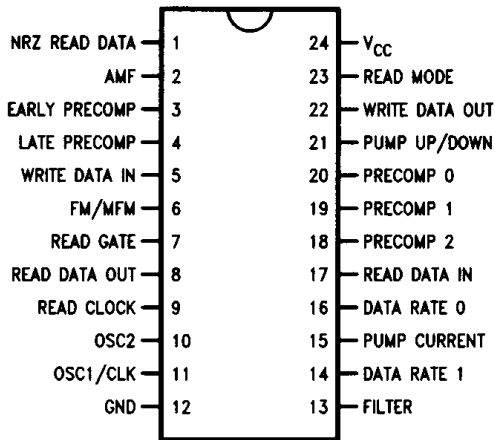 NRZ READ DATA 1 24 VCC
AMF 2 23 READ MODE
EARLY PRECOMP 3 22 WRITE DATA OUT
LATE PRECOMP 4 21 PUMP UP/DOWN
WRITE DATA IN 5 20 PRECOMP 0
FM/MFM 6 19 PRECOMP 1
READ GATE 7 18 PRECOMP 2
READ DATA OUT 8 17 READ DATA IN
READ CLOCK 9 16 DATA RATE 0
OSC2 10 15 PUMP CURRENT
OSC1/CLK 11 14 DATA RATE 1
GND 12 13 FILTER